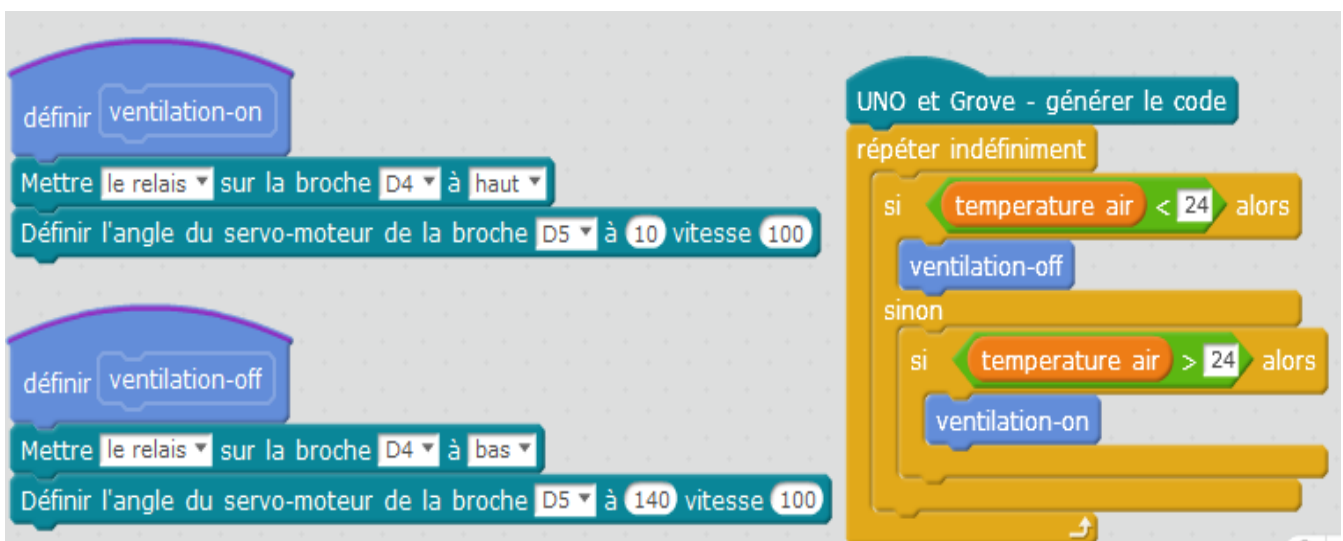 définir ventilation-on
Mettre le relais sur la broche D4 à haut
Définir l'angle du servo-moteur de la broche D5 à 10 vitesse 100
définir ventilation-off
Mettre le relais sur la broche D4 à bas
Définir l'angle du servo-moteur de la broche D5 à 140 vitesse 100
UNO et Grove - générer le code
répéter indéfiniment
si temperature air < 24 alors
ventilation-off
sinon
si temperature air > 24 alors
ventilation-on